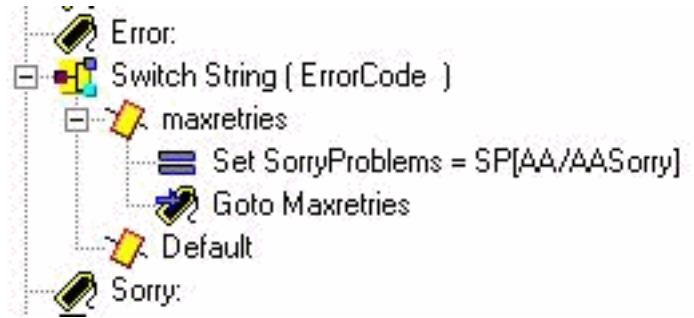 Error:
Switch String ( ErrorCode )
maxretries
Set SorryProblems = SP[AA/AASorry]
Goto Maxretries
Default
Sorry: